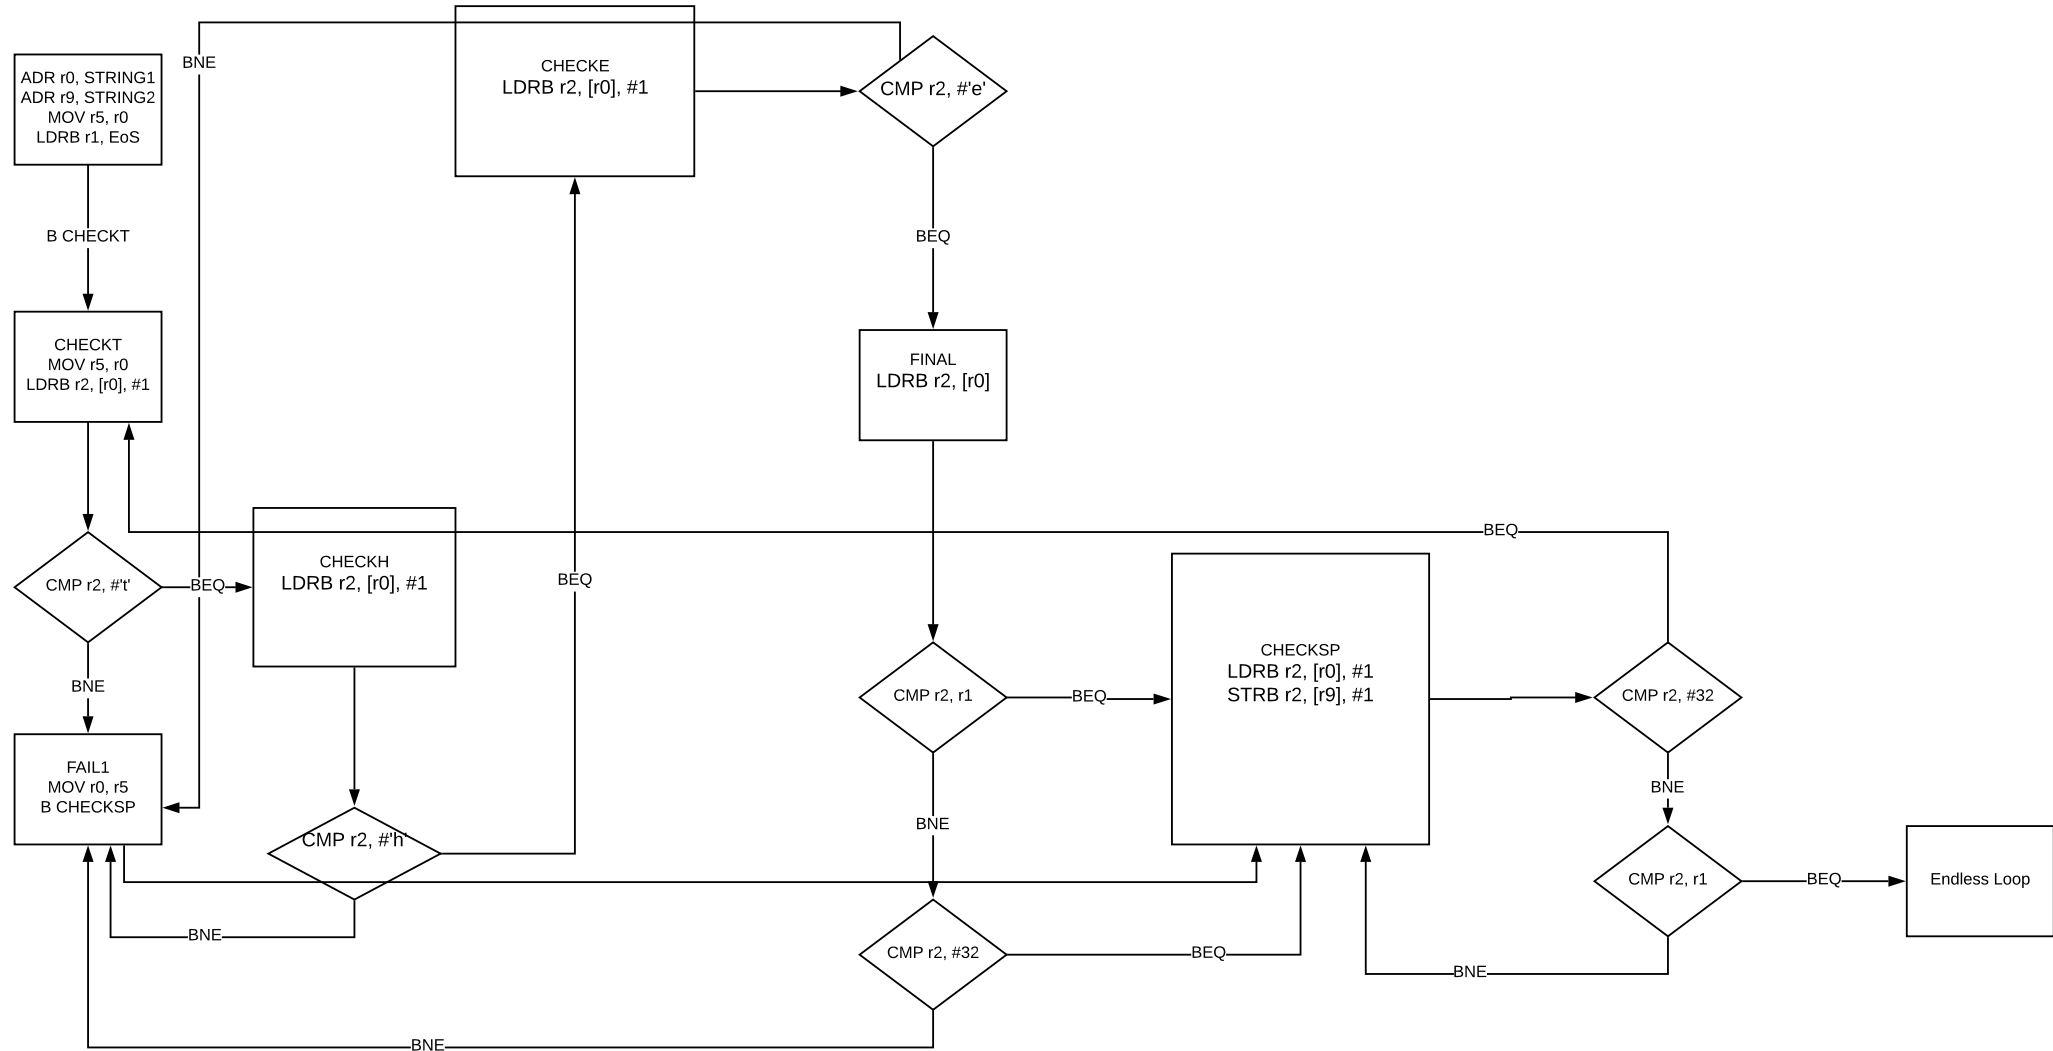 ADR r0, STRING1
ADR r9, STRING2
MOV r5, r0
LDRB r1, EoS
B CHECKT
CHECKT
MOV r5, r0
LDRB r2, [r0], #1
CMP r2, #'t'
BEQ
BNE
FAIL1
MOV r0, r5
B CHECKSP
BNE
CHECKH
LDRB r2, [r0], #1
CMP r2, #'h'
BNE
BEQ
CHECKE
LDRB r2, [r0], #1
CMP r2, #'e'
BEQ
FINAL
LDRB r2, [r0]
CMP r2, r1
BEQ
BNE
CMP r2, #32
BEQ
BNE
CHECKSP
LDRB r2, [r0], #1
STRB r2, [r9], #1
CMP r2, #32
BEQ
BNE
CMP r2, r1
BEQ
BNE
Endless Loop